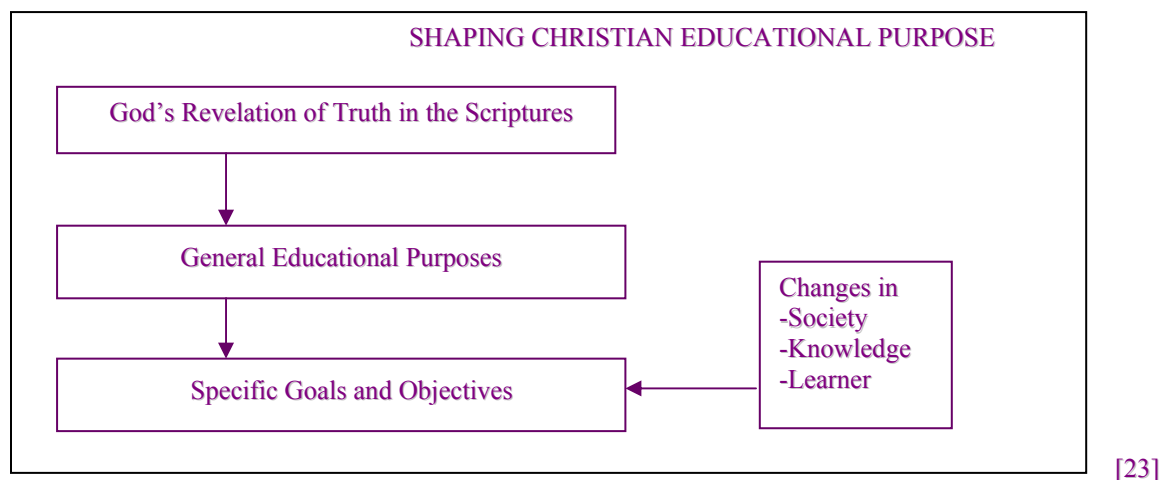 SHAPING CHRISTIAN EDUCATIONAL PURPOSE
God’s Revelation of Truth in the Scriptures
General Educational Purposes
Changes in
-Society
-Knowledge
-Learner
Specific Goals and Objectives
[23]